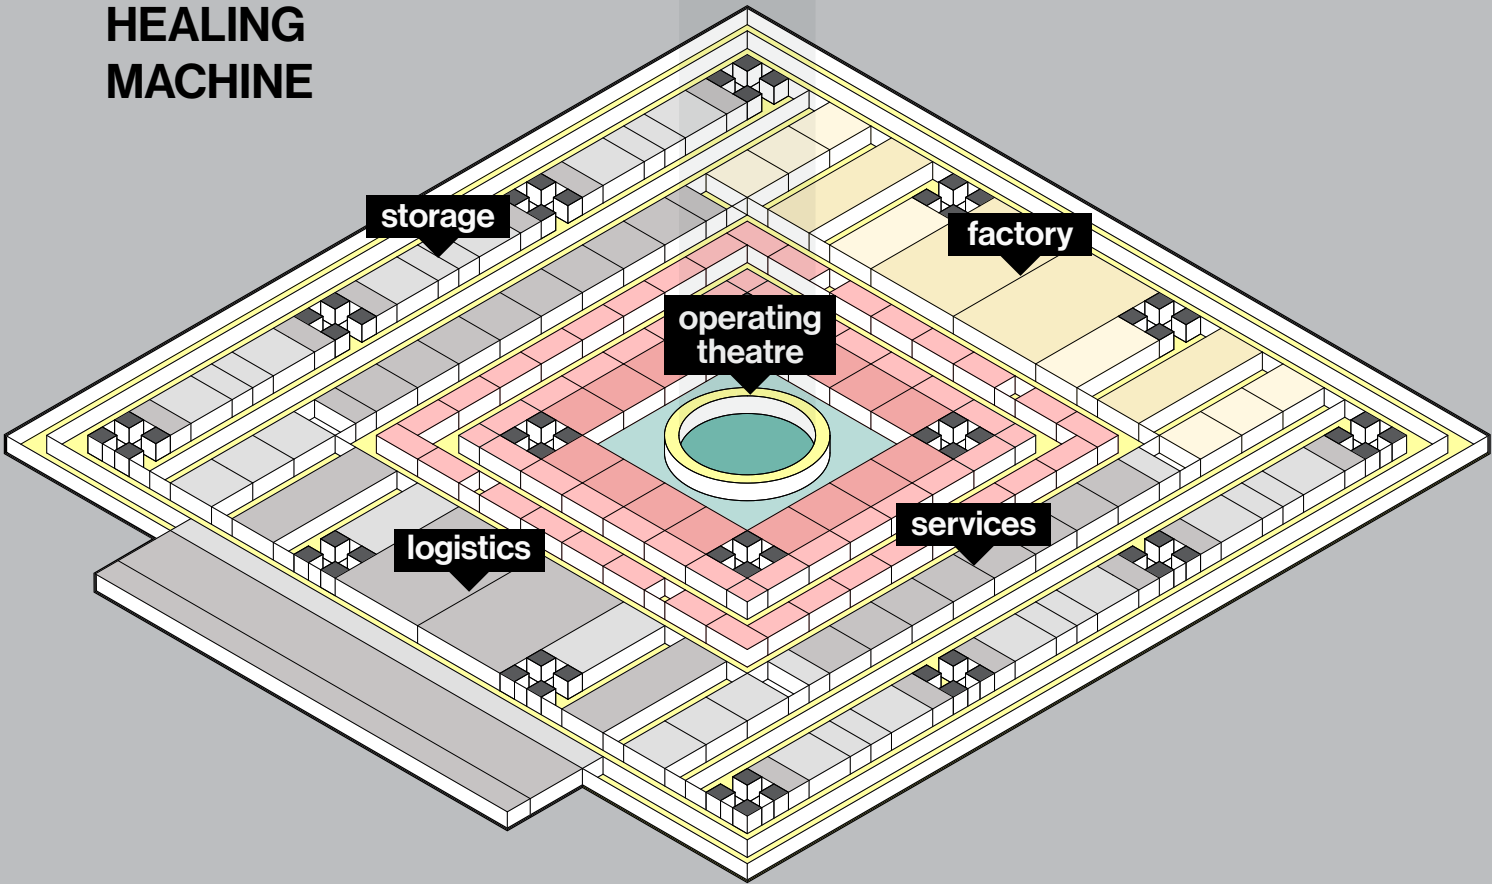 HEALING
MACHINE
storage
factory
operating
theatre
services
logistics